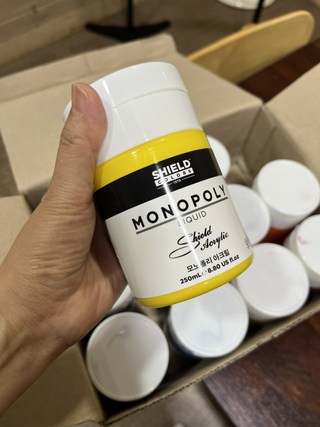 SHIELD
COLORS
MONOPOLY
LIQUID
Shield
Acrylic
모노폴리 아크릴
250mL ℮ 8.80 US fl.oz